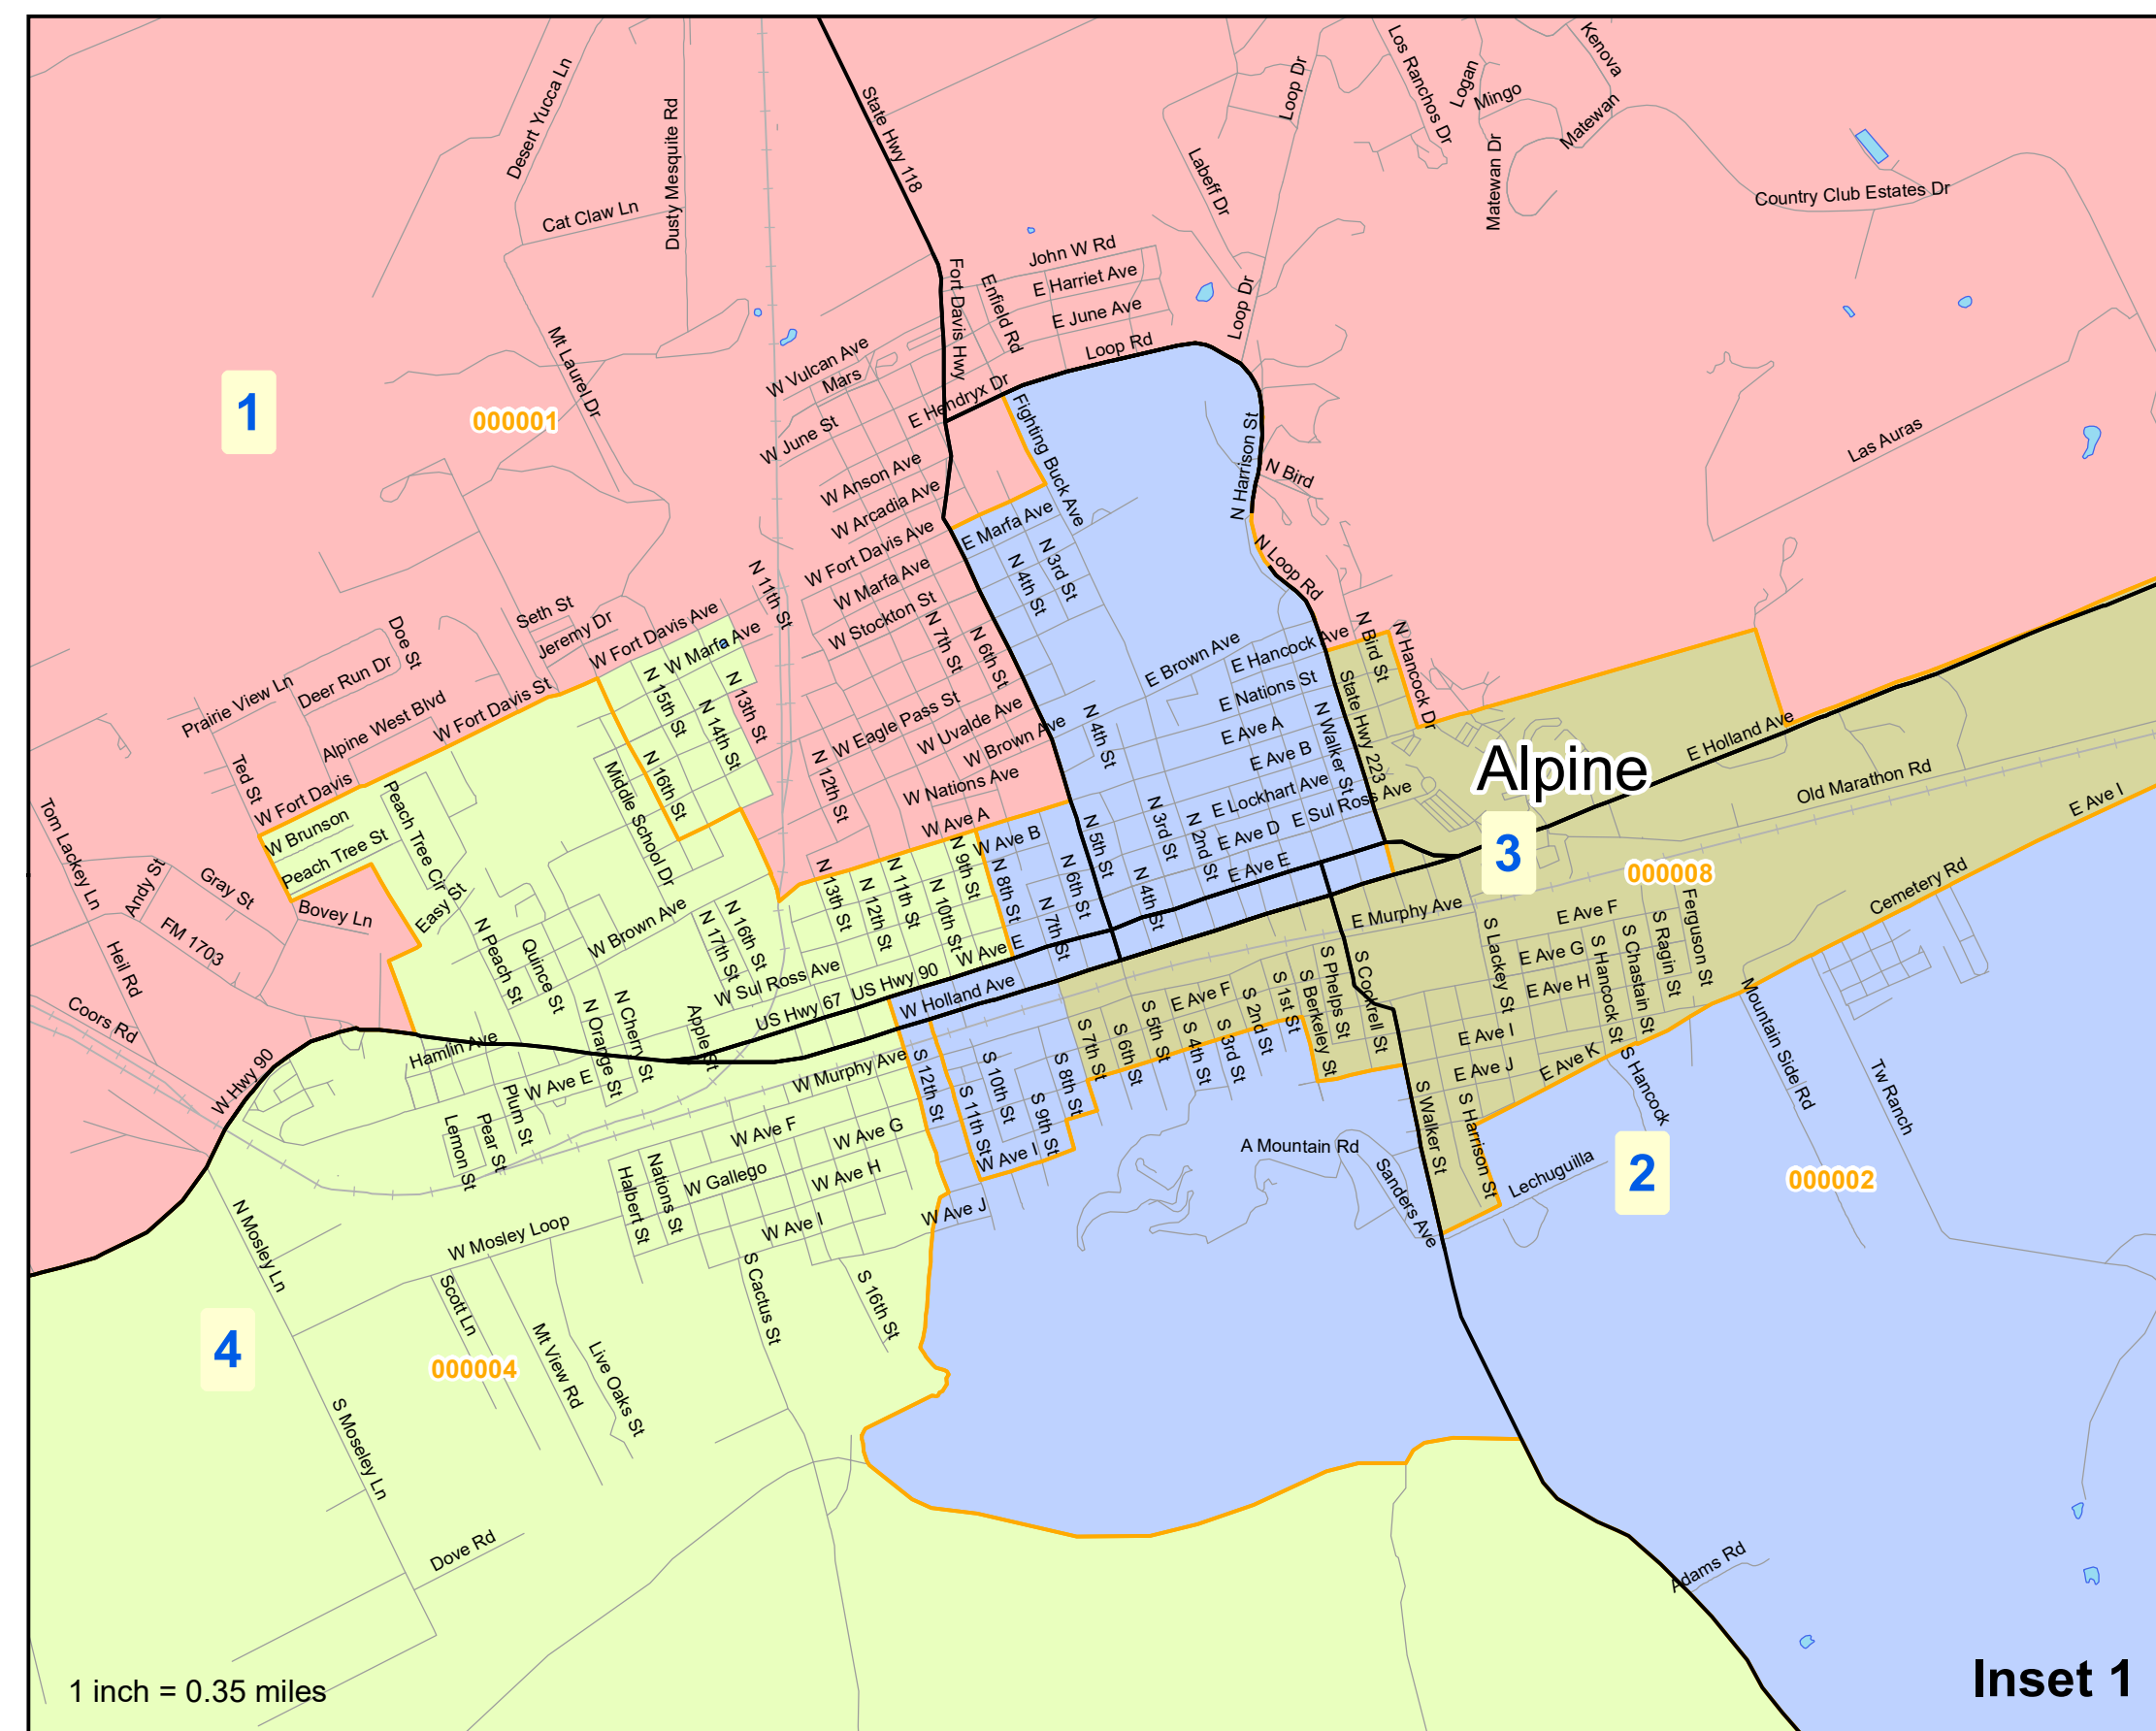 Desert Yucca Ln
Dusty Mesquite Rd
Cat Claw Ln
State Hwy 118
Los Ranchos Dr
Logan
Mingo
Kenova
Matewan
Matewan Dr
Loop Dr
Labeff Dr
Country Club Estates Dr
John W Rd
E Harriet Ave
E June Ave
Enfield Rd
Fort Davis Hwy
Loop Rd
Loop Dr
Mt Laurel Dr
W Vulcan Ave
Mars
W June St
E Hendryx Dr
1
000001
Fighting Buck Ave
N Harrison St
N Bird
Las Auras
W Anson Ave
W Arcadia Ave
W Fort Davis Ave
E Marfa Ave
N 4th St
N 3rd St
N Loop Rd
W Marfa Ave
W Stockton St
N 11th St
N 7th St
N 6th St
Seth St
Jeremy Dr
W Fort Davis Ave
W Marfa Ave
Doe St
Deer Run Dr
Prairie View Ln
Alpine West Blvd
W Fort Davis St
N 15th St
N 14th St
N 13th St
N 16th St
E Brown Ave
E Hancock Ave
N Bird St
N Hancock Dr
E Nations St
State Hwy 223
E Ave A
E Ave B
N Walker St
E Lockhart Ave
E Sul Ross Ave
E Ave D
E Ave E
Alpine
E Holland Ave
Old Marathon Rd
E Ave I
W Eagle Pass St
W Uvalde Ave
W Brown Ave
W Nations Ave
N 12th St
W Ave A
W Ave B
N 4th St
N 5th St
N 3rd St
N 2nd St
Ted St
W Fort Davis
W Brunson
Peach Tree St
Peach Tree Cir
Easy St
Middle School Dr
Tom Lackey Ln
Andy St
Gray St
Bovey Ln
FM 1703
Heil Rd
Coors Rd
W Hwy 90
N Peach St
Quince St
W Brown Ave
N 17th St
N 16th St
N 13th St
N 12th St
N 11th St
N 10th St
N 9th St
N 8th St
N 7th St
N 6th St
N 4th St
W Ave E
W Sul Ross Ave
US Hwy 90
US Hwy 67
W Holland Ave
3
000008
Cemetery Rd
E Murphy Ave
E Ave F
E Ave G
E Ave H
E Ave I
E Ave J
E Ave K
S Lackey St
S Hancock St
S Chastain St
S Ragin St
Ferguson St
S Hancock
Mountain Side Rd
Tw Ranch
Hamlin Ave
N Orange St
N Cherry St
Apple St
W Ave E
W Murphy Ave
Lemon St
Pear St
Plum St
W Ave F
W Ave G
W Gallego
W Ave H
W Ave I
W Ave J
Halbert St
Nations St
S 12th St
S 11th St
S 10th St
S 9th St
S 8th St
W Ave I
S 7th St
S 6th St
S 5th St
E Ave F
S 4th St
S 3rd St
S 2nd St
S 1st St
S Berkeley St
S Phelps St
S Cockrell St
S Walker St
S Harrison St
A Mountain Rd
Sanders Ave
Lechuguilla
2
000002
N Mosley Ln
W Mosley Loop
Scott Ln
Mt View Rd
Live Oaks St
S Cactus St
S 16th St
4
000004
S Moseley Ln
Dove Rd
Adams Rd
1 inch = 0.35 miles
Inset 1